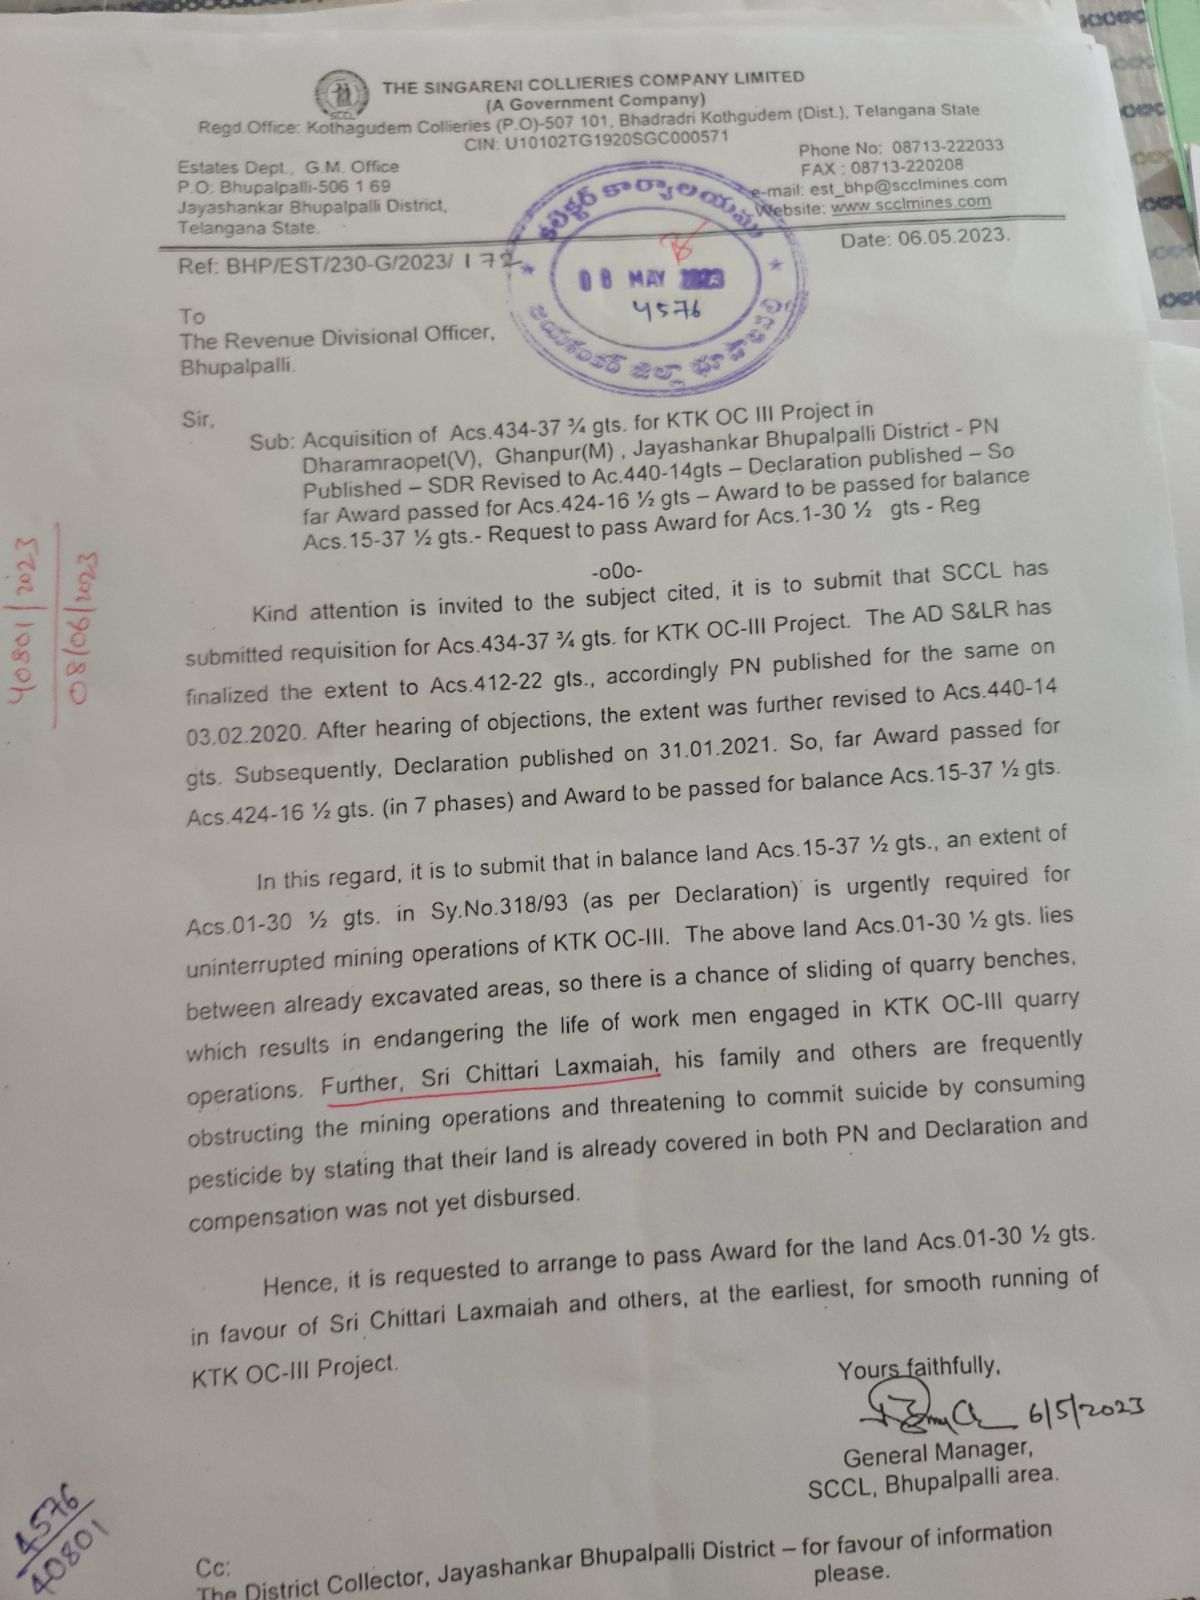 THE SINGARENI COLLIERIES COMPANY LIMITED
(A Government Company)
Regd.Office: Kothagudem Collieries (P.O)-507 101, Bhadradri Kothgudem (Dist.), Telangana State
CIN: U10102TG1920SGC000571
SCCL
Estates Dept., G.M. Office
P.O: Bhupalpalli-506 1 69
Jayashankar Bhupalpalli District,
Telangana State.
Phone No: 08713-222033
FAX : 08713-220208
e-mail: est_bhp@scclmines.com
Website: www.scclmines.com
Ref: BHP/EST/230-G/2023/ 172
Date: 06.05.2023.
కలెక్టర్ కార్యాలయము
08 MAY 2023
4576
జయశంకర్ జిల్లా భూపాలపల్లి
To
The Revenue Divisional Officer,
Bhupalpalli.
Sir,
Sub: Acquisition of Acs.434-37 ¾ gts. for KTK OC III Project in
Dharamraopet(V), Ghanpur(M) , Jayashankar Bhupalpalli District - PN
Published – SDR Revised to Ac.440-14gts – Declaration published – So
far Award passed for Acs.424-16 ½ gts – Award to be passed for balance
Acs.15-37 ½ gts.- Request to pass Award for Acs.1-30 ½ gts - Reg
-o0o-
Kind attention is invited to the subject cited, it is to submit that SCCL has
submitted requisition for Acs.434-37 ¾ gts. for KTK OC-III Project. The AD S&LR has
finalized the extent to Acs.412-22 gts., accordingly PN published for the same on
03.02.2020. After hearing of objections, the extent was further revised to Acs.440-14
gts. Subsequently, Declaration published on 31.01.2021. So, far Award passed for
Acs.424-16 ½ gts. (in 7 phases) and Award to be passed for balance Acs.15-37 ½ gts.
In this regard, it is to submit that in balance land Acs.15-37 ½ gts., an extent of
Acs.01-30 ½ gts. in Sy.No.318/93 (as per Declaration) is urgently required for
uninterrupted mining operations of KTK OC-III. The above land Acs.01-30 ½ gts. lies
between already excavated areas, so there is a chance of sliding of quarry benches,
which results in endangering the life of work men engaged in KTK OC-III quarry
operations. Further, Sri Chittari Laxmaiah, his family and others are frequently
obstructing the mining operations and threatening to commit suicide by consuming
pesticide by stating that their land is already covered in both PN and Declaration and
compensation was not yet disbursed.
Hence, it is requested to arrange to pass Award for the land Acs.01-30 ½ gts.
in favour of Sri Chittari Laxmaiah and others, at the earliest, for smooth running of
KTK OC-III Project.
Yours faithfully,
6/5/2023
General Manager,
SCCL, Bhupalpalli area.
Cc:
The District Collector, Jayashankar Bhupalpalli District – for favour of information
please.
40801/2023
08/06/2023
4576
40801